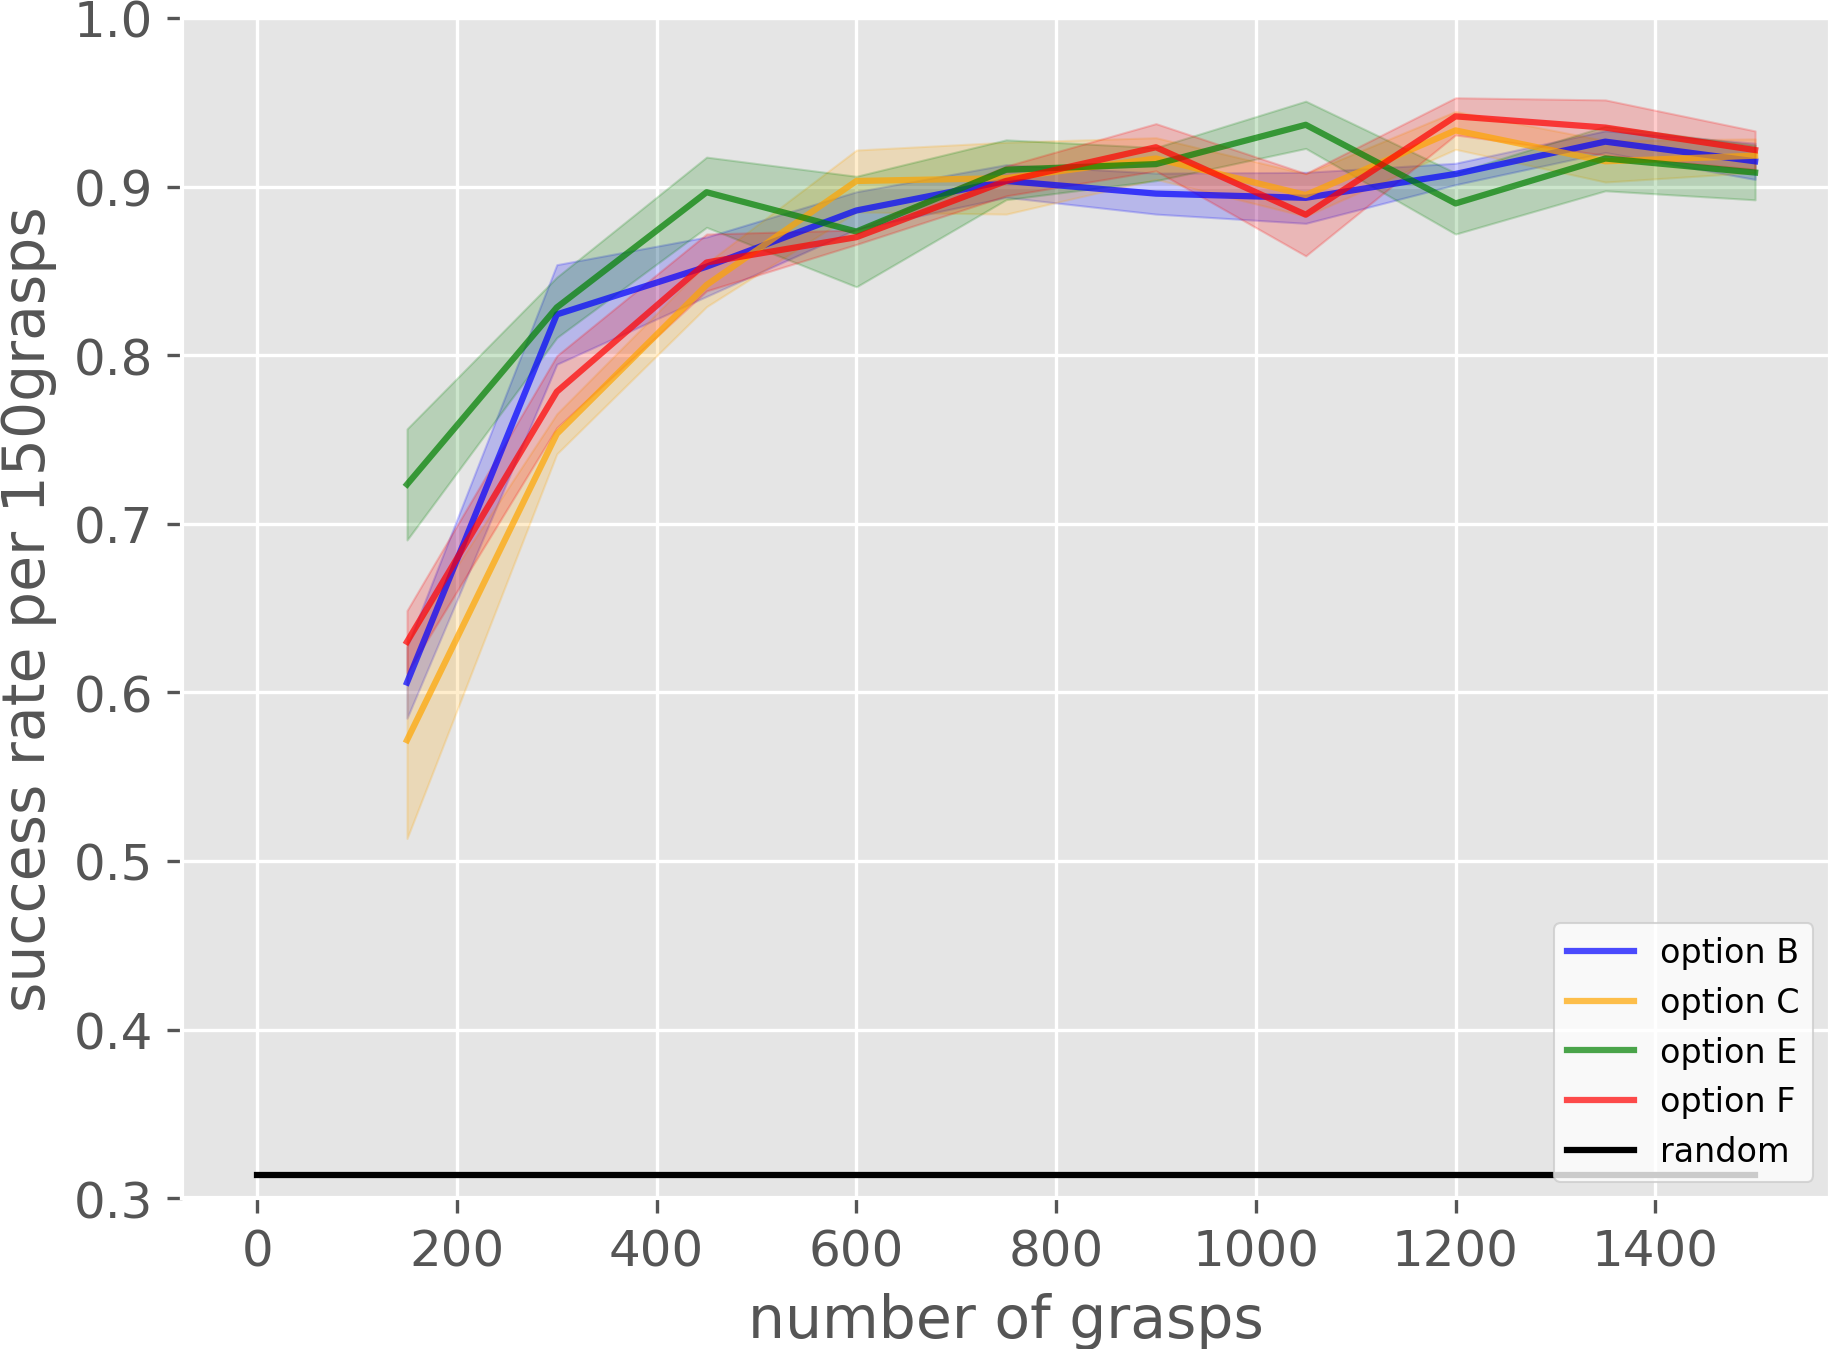 success rate per 150grasps
1.0
0.9
0.8
0.7
0.6
0.5
0.4
0.3
0 200 400 600 800 1000 1200 1400
number of grasps
option B
option C
option E
option F
random